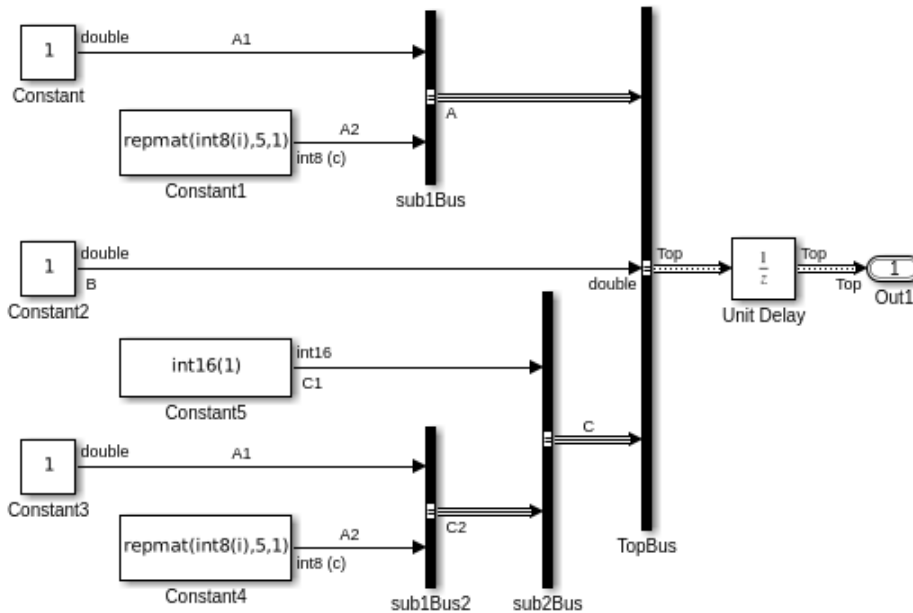 1
double
A1
Constant
A
repmat(int8(i),5,1)
A2
int8 (c)
Constant1
sub1Bus
1
double
B
Constant2
double
Top
1
z
Unit Delay
Top
Top
1
Out1
int16(1)
int16
C1
Constant5
C
1
double
A1
Constant3
C2
repmat(int8(i),5,1)
A2
int8 (c)
Constant4
sub1Bus2
sub2Bus
TopBus